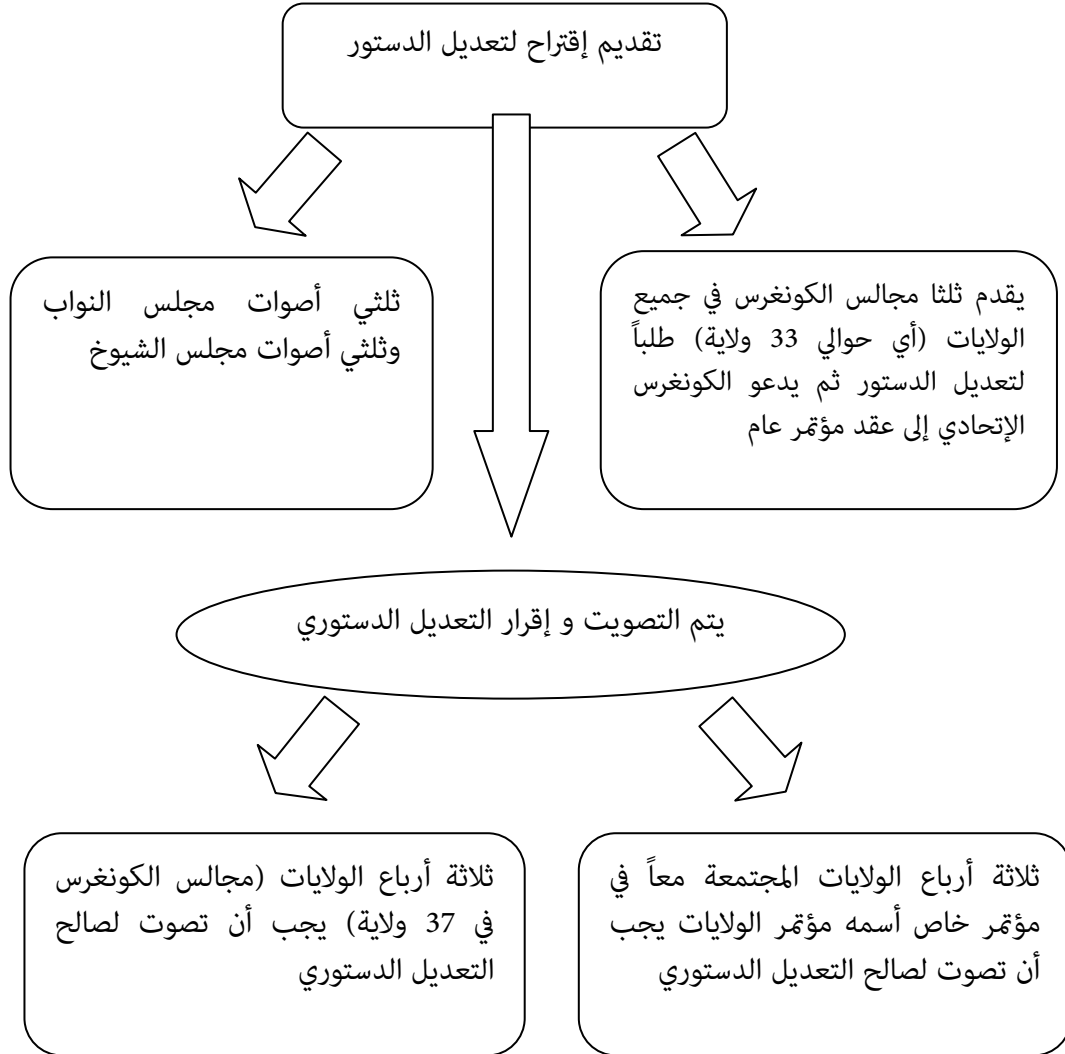 تقديم إقتراح لتعديل الدستور
يقدم ثلثا مجالس الكونغرس في جميع
الولايات (أي حوالي 33 ولاية) طلباً
لتعديل الدستور ثم يدعو الكونغرس
الإتحادي إلى عقد مؤتمر عام
ثلثي أصوات مجلس النواب
وثلثي أصوات مجلس الشيوخ
يتم التصويت و إقرار التعديل الدستوري
ثلاثة أرباع الولايات المجتمعة معاً في
مؤتمر خاص أسمه مؤتمر الولايات يجب
أن تصوت لصالح التعديل الدستوري
ثلاثة أرباع الولايات (مجالس الكونغرس
في 37 ولاية) يجب أن تصوت لصالح
التعديل الدستوري